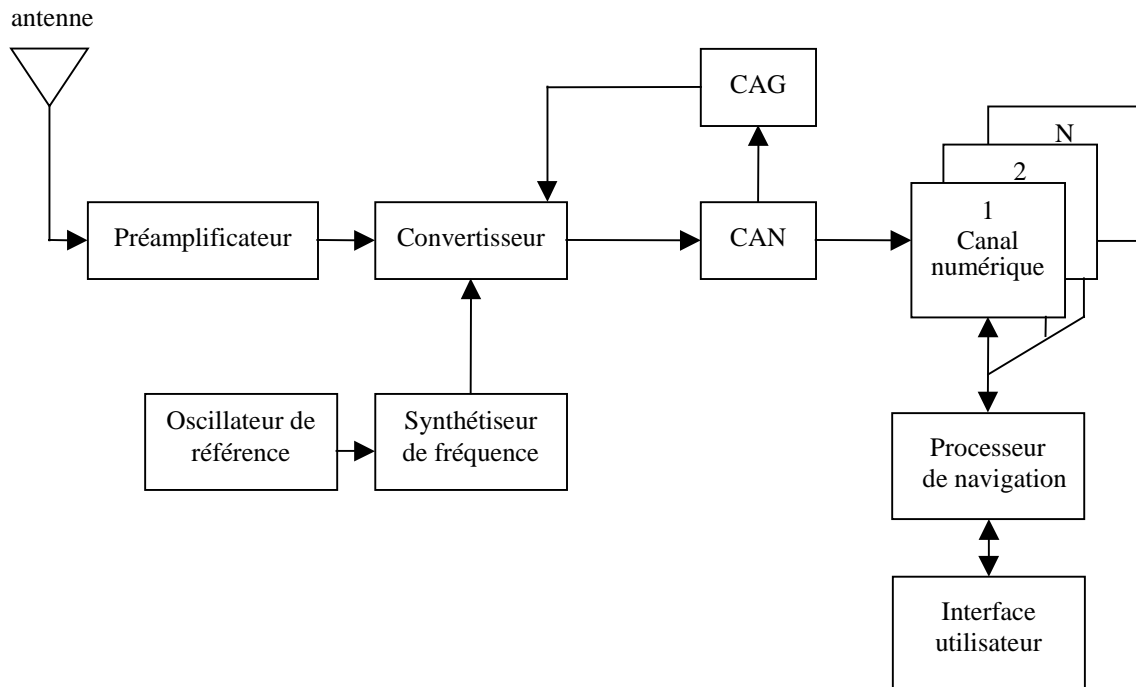 antenne
CAG
N
2
1
Canal
numérique
Préamplificateur
Convertisseur
CAN
Oscillateur de
référence
Synthétiseur
de fréquence
Processeur
de navigation
Interface
utilisateur